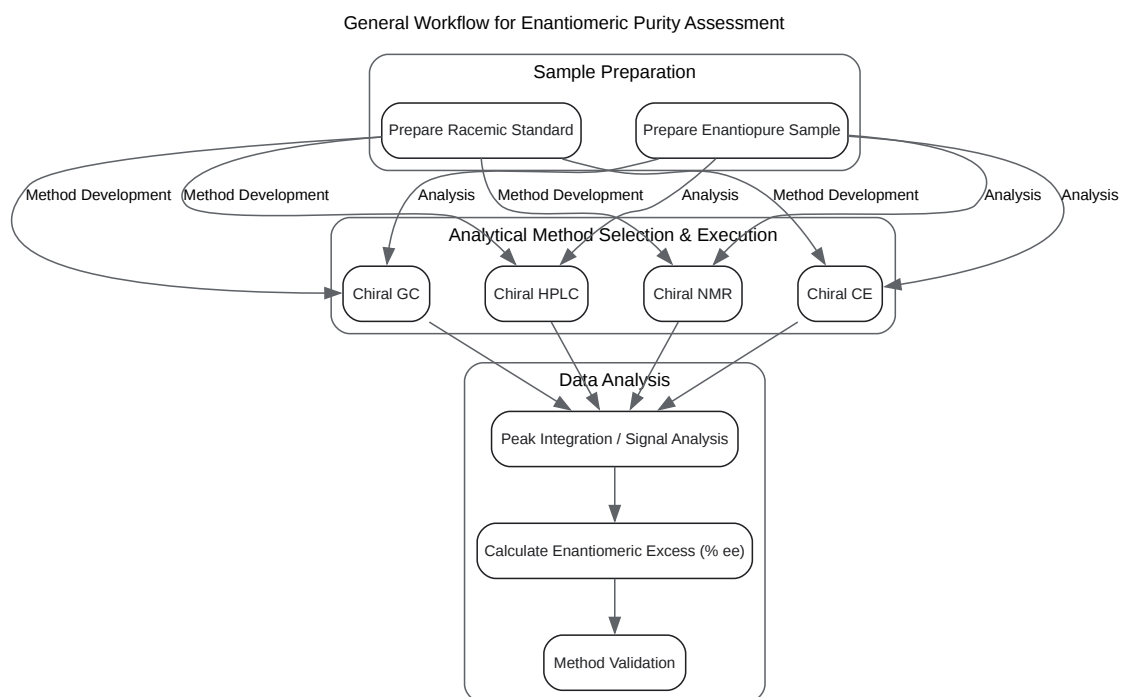 General Workflow for Enantiomeric Purity Assessment
Sample Preparation
Prepare Racemic Standard
Prepare Enantiopure Sample
Method Development
Method Development
Analysis
Method Development
Analysis
Method Development
Analysis
Analysis
Analytical Method Selection & Execution
Chiral GC
Chiral HPLC
Chiral NMR
Chiral CE
Data Analysis
Peak Integration / Signal Analysis
Calculate Enantiomeric Excess (% ee)
Method Validation